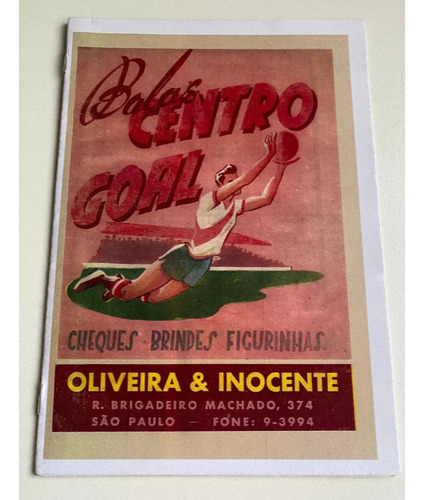 Balas
CENTRO
GOAL
CHEQUES - BRINDES FIGURINHAS.
OLIVEIRA & INOCENTE
R. BRIGADEIRO MACHADO, 374
SÃO PAULO — FONE: 9-3994